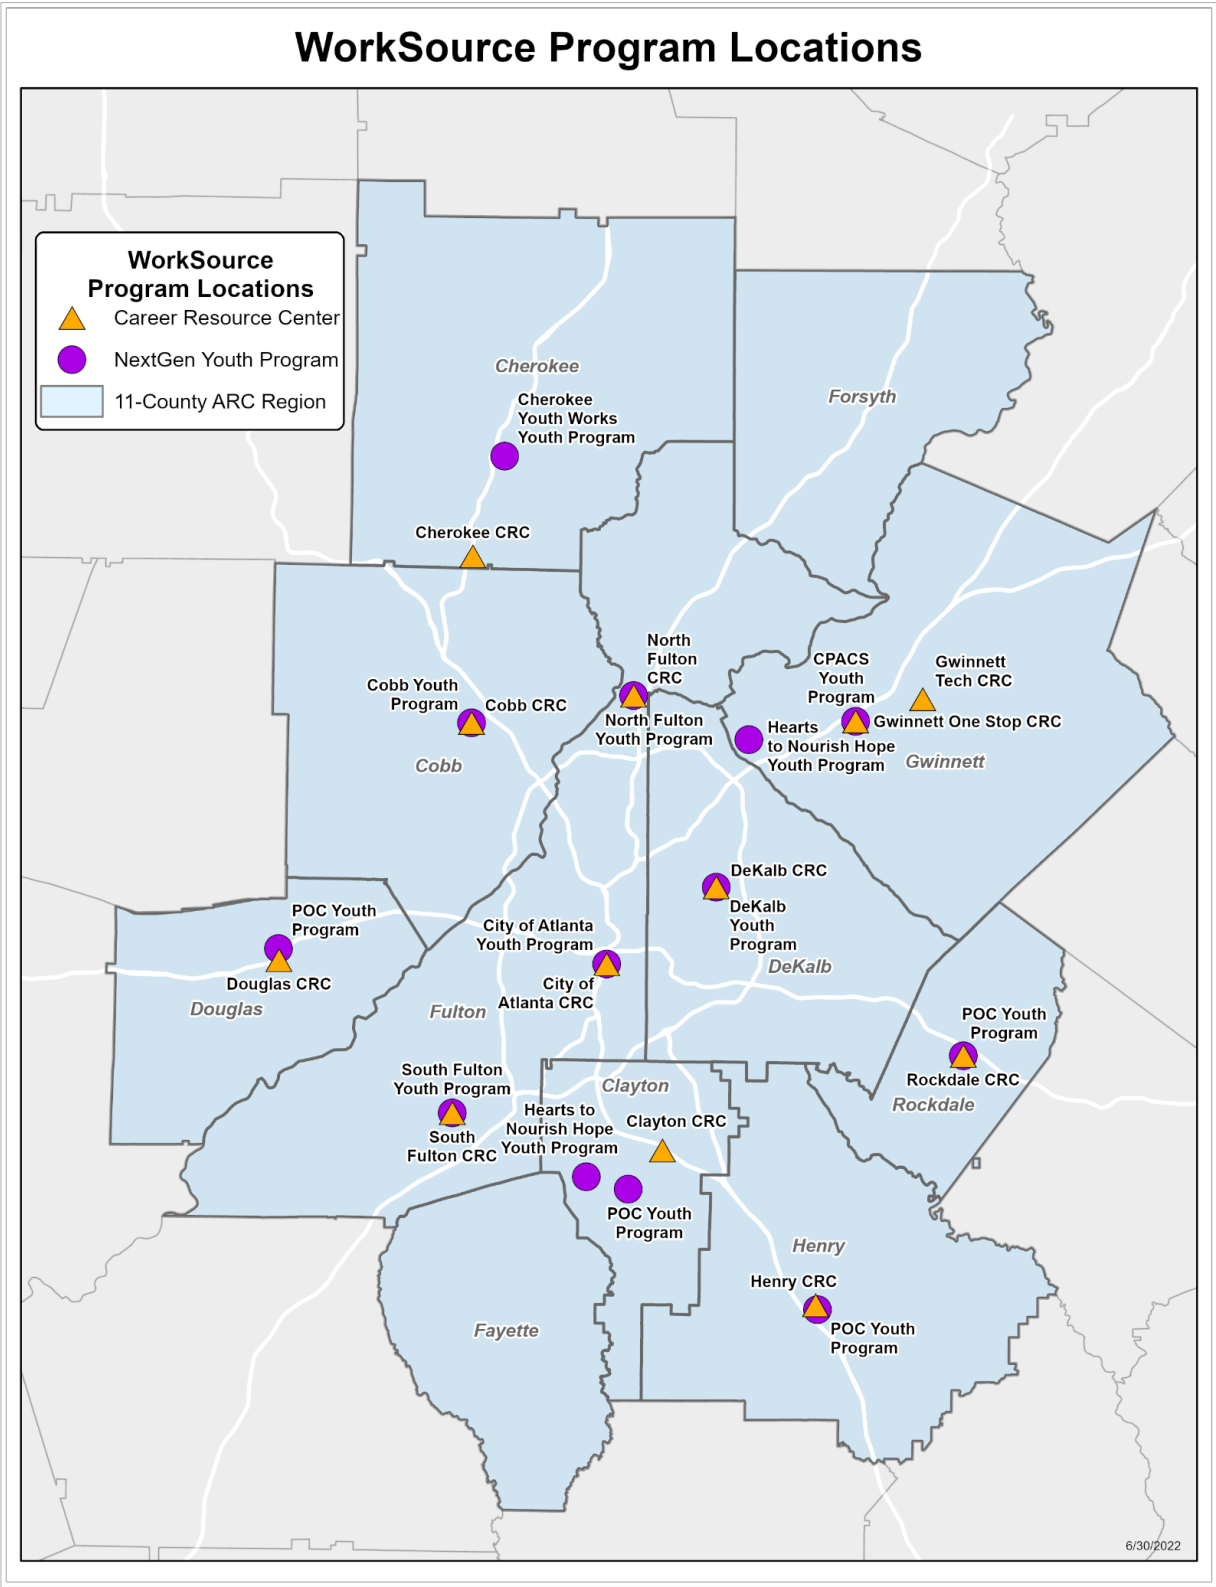 WorkSource Program Locations
WorkSource
Program Locations
Career Resource Center
NextGen Youth Program
11-County ARC Region
Cherokee
Cherokee
Youth Works
Youth Program
Forsyth
Cherokee CRC
North
Fulton
CRC
North Fulton
Youth Program
Cobb Youth
Program
Cobb CRC
Cobb
CPACS
Youth
Program
Gwinnett
Tech CRC
Gwinnett One Stop CRC
Hearts
to Nourish Hope
Youth Program
Gwinnett
DeKalb CRC
DeKalb
Youth
Program
DeKalb
POC Youth
Program
Douglas CRC
Douglas
City of Atlanta
Youth Program
City of
Atlanta CRC
Fulton
POC Youth
Program
Rockdale CRC
Rockdale
South Fulton
Youth Program
South
Fulton CRC
Clayton
Hearts to
Nourish Hope
Youth Program
Clayton CRC
POC Youth
Program
Henry
Henry CRC
POC Youth
Program
Fayette
6/30/2022